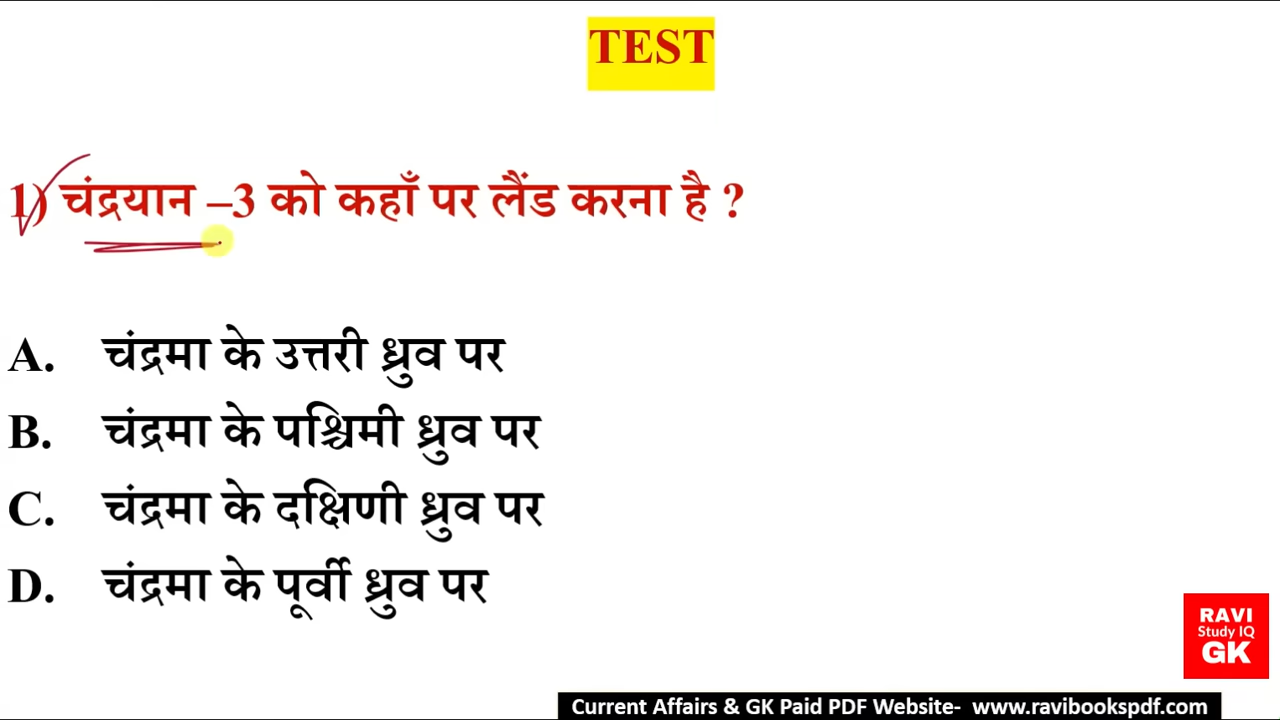 TEST
1) चंद्रयान –3 को कहाँ पर लैंड करना है ?
A. चंद्रमा के उत्तरी ध्रुव पर
B. चंद्रमा के पश्चिमी ध्रुव पर
C. चंद्रमा के दक्षिणी ध्रुव पर
D. चंद्रमा के पूर्वी ध्रुव पर
RAVI
Study IQ
GK
Current Affairs & GK Paid PDF Website- www.ravibookspdf.com